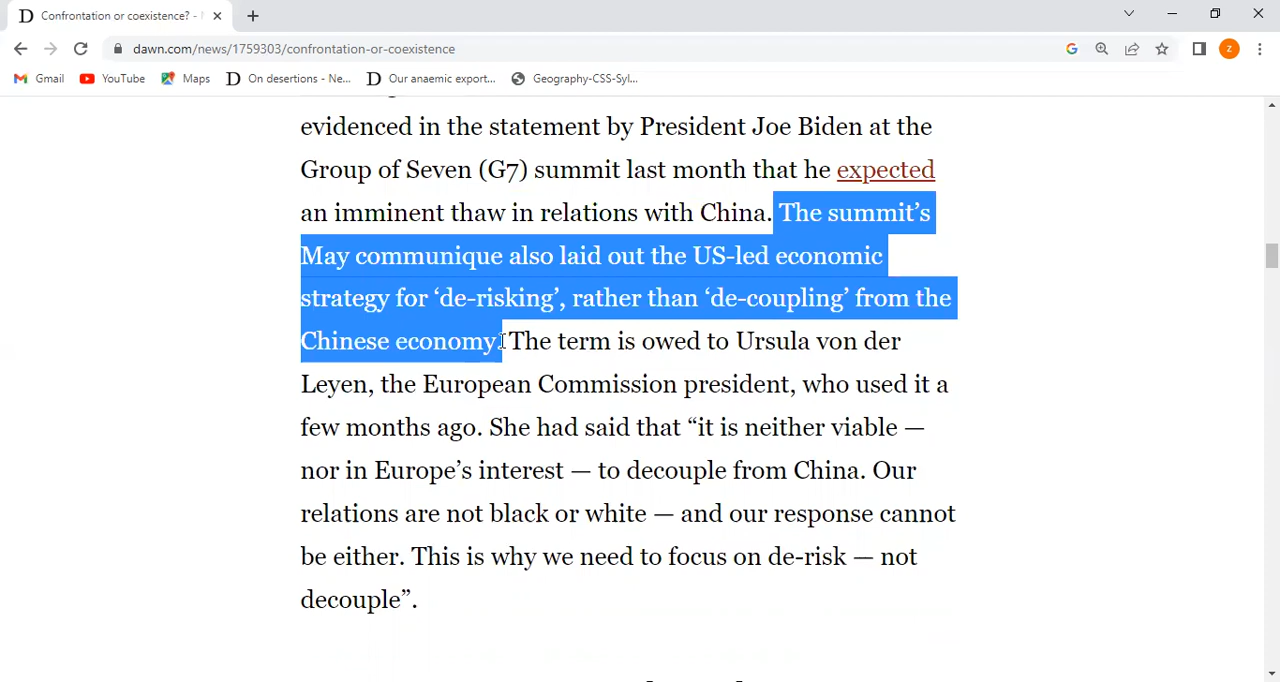 Confrontation or coexistence? -
dawn.com/news/1759303/confrontation-or-coexistence
Z
Gmail YouTube Maps D On desertions - Ne... D Our anaemic export... Geography-CSS-Syl...
evidenced in the statement by President Joe Biden at the
Group of Seven (G7) summit last month that he expected
an imminent thaw in relations with China. The summit’s
May communique also laid out the US-led economic
strategy for ‘de-risking’, rather than ‘de-coupling’ from the
Chinese economy. The term is owed to Ursula von der
Leyen, the European Commission president, who used it a
few months ago. She had said that “it is neither viable —
nor in Europe’s interest — to decouple from China. Our
relations are not black or white — and our response cannot
be either. This is why we need to focus on de-risk — not
decouple”.